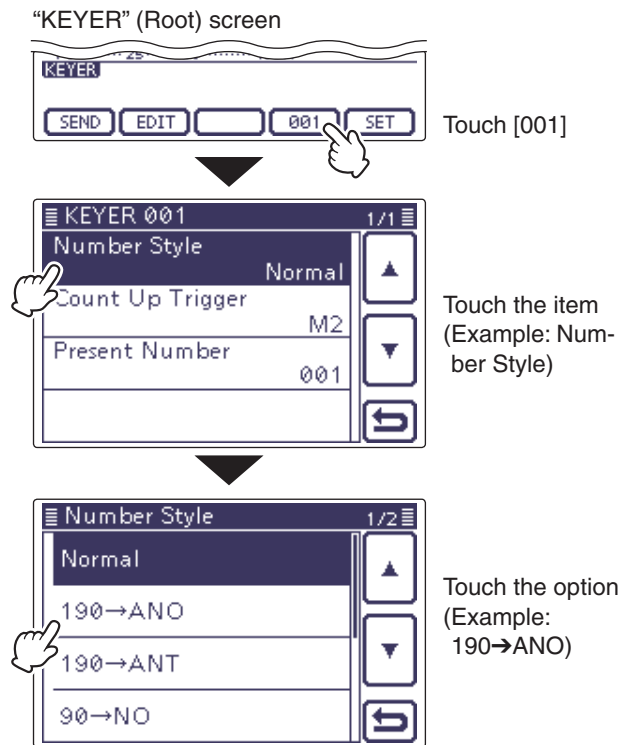 “KEYER” (Root) screen
KEYER
SEND EDIT 001 SET
Touch [001]
KEYER 001 1/1
Number Style
Normal
Count Up Trigger
M2
Present Number
001
Touch the item
(Example: Num-
ber Style)
Number Style 1/2
Normal
190→ANO
190→ANT
90→NO
Touch the option
(Example:
190➔ANO)